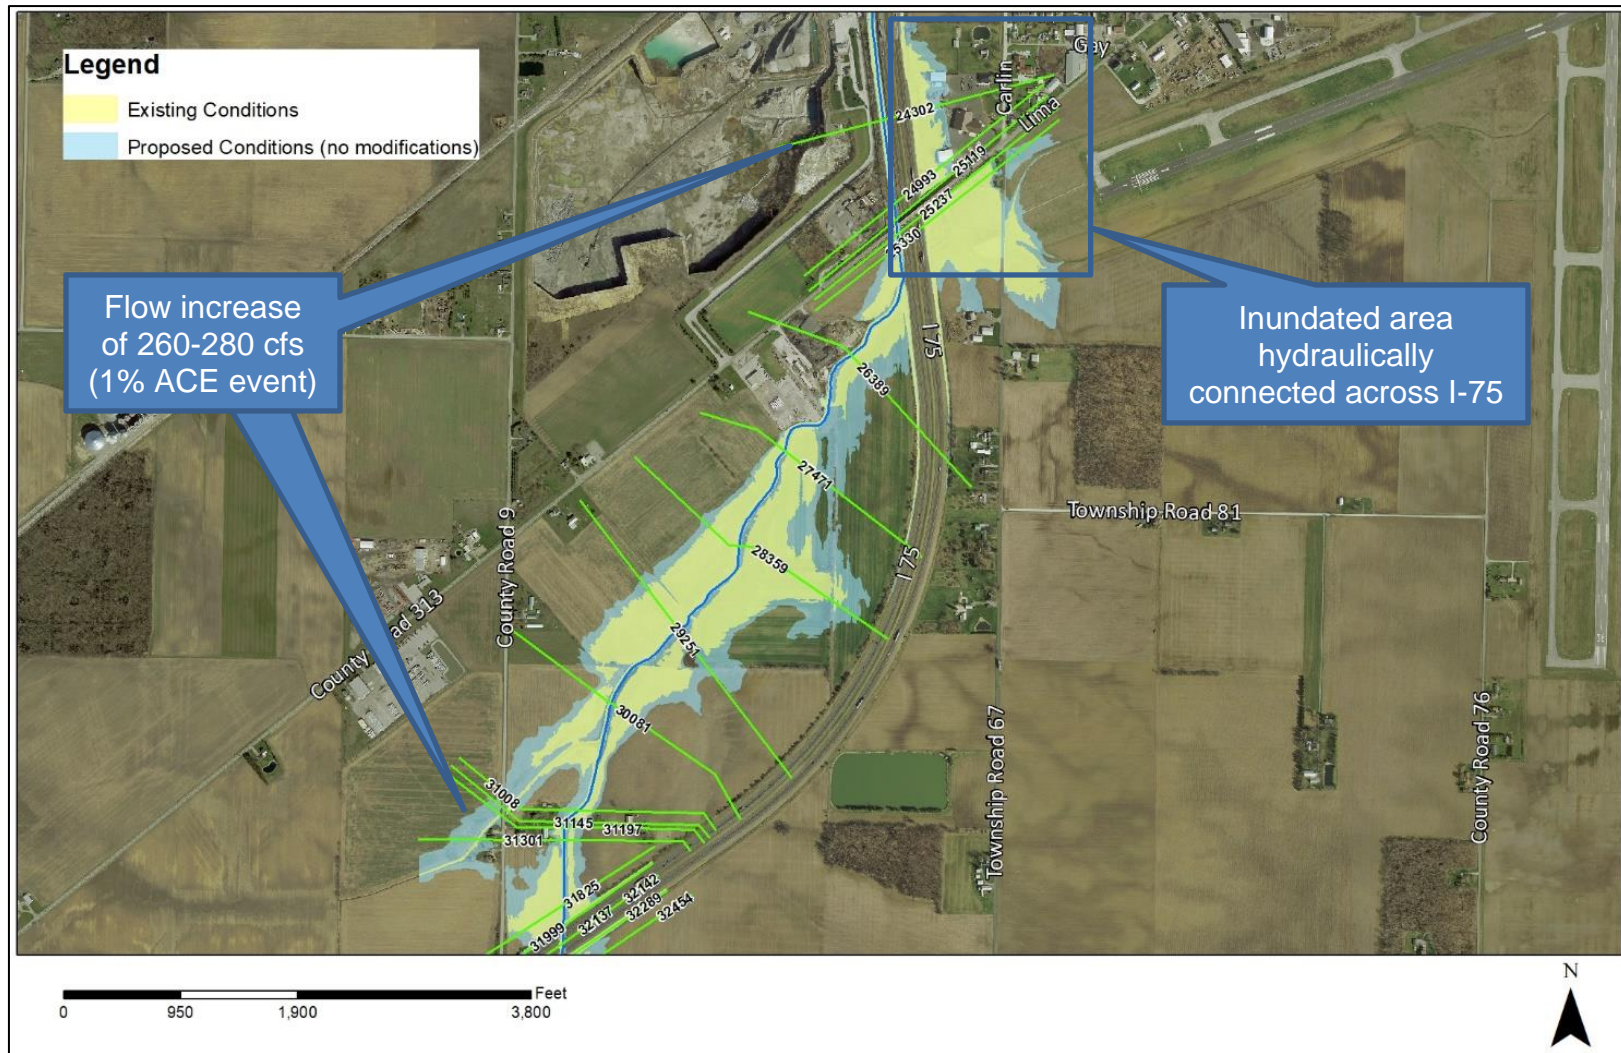 Legend
Existing Conditions
Proposed Conditions (no modifications)
Gay
Carlin
Lima
24302
24993
25119
25237
25330
Flow increase
of 260-280 cfs
(1% ACE event)
Inundated area
hydraulically
connected across I-75
I 75
26389
27471
Township Road 81
28359
I 75
County Road 9
29251
County
ad 313
30081
Township Road 67
County Road 76
31008
31145
31197
31301
31825
31999
32137
32142
32289
32454
Feet
0
950
1,900
3,800
N